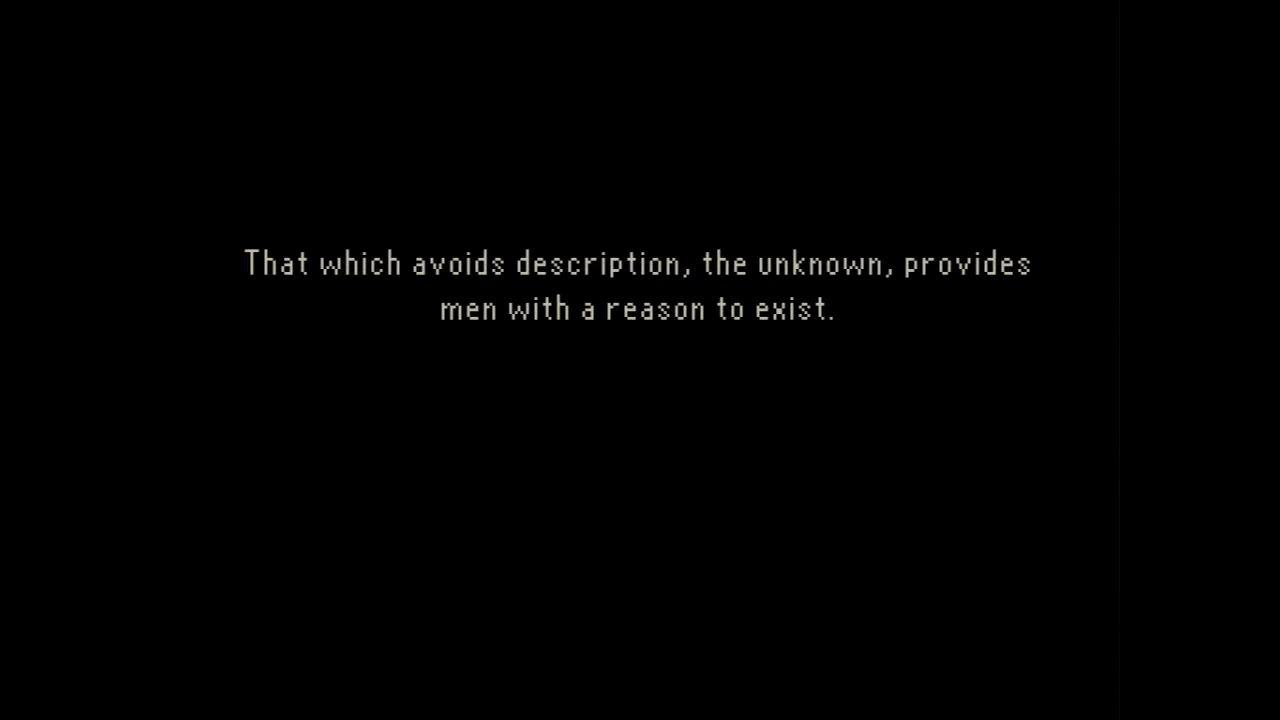 That which avoids description, the unknown, provides
men with a reason to exist.